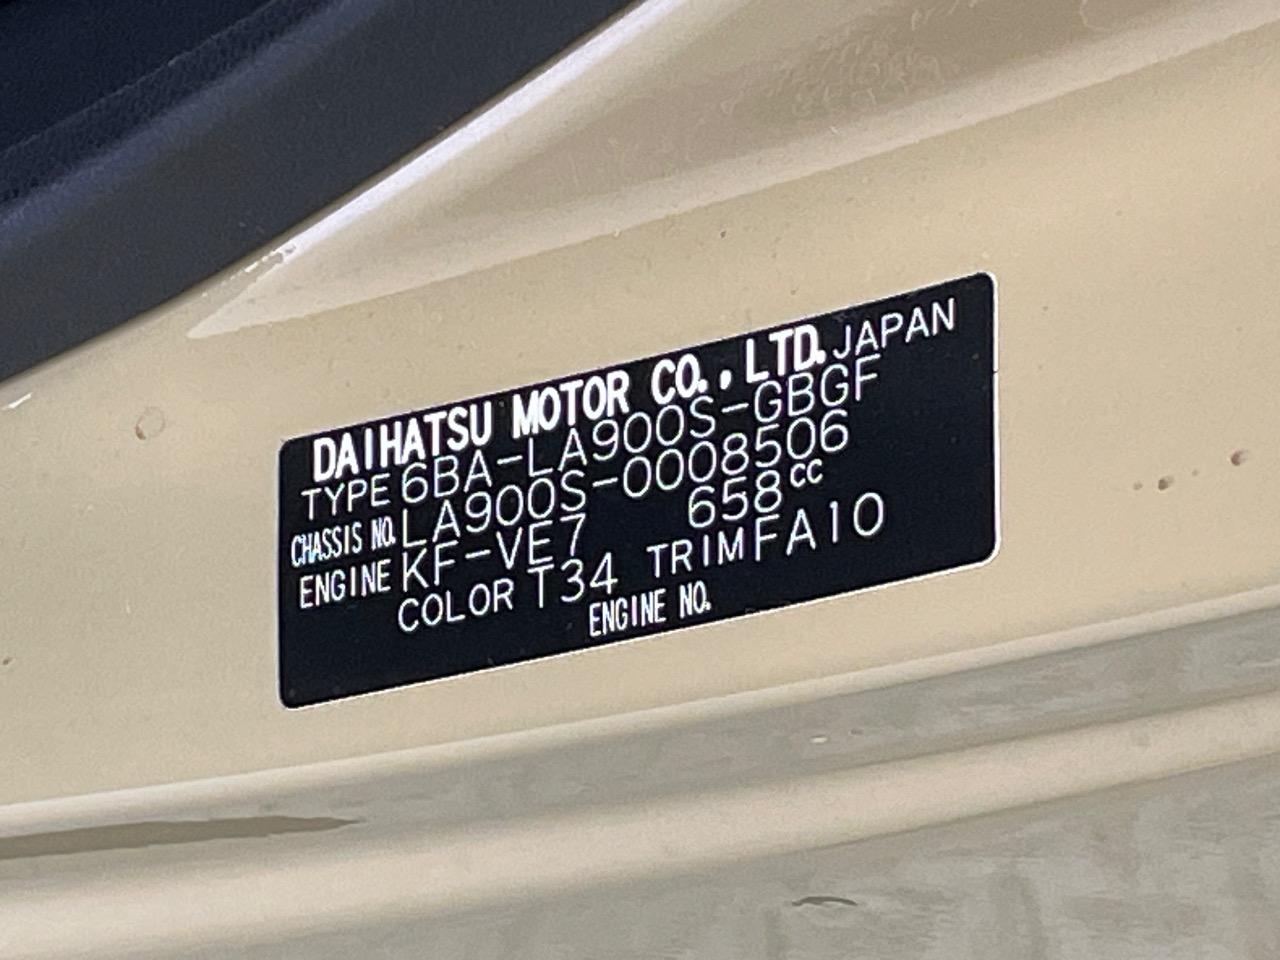 DAIHATSU MOTOR CO., LTD. JAPAN
TYPE 6BA-LA900S-GBGF
CHASSIS NO. LA900S-0008506
ENGINE KF-VE7 658cc
COLOR T34 TRIM FA10
ENGINE NO.